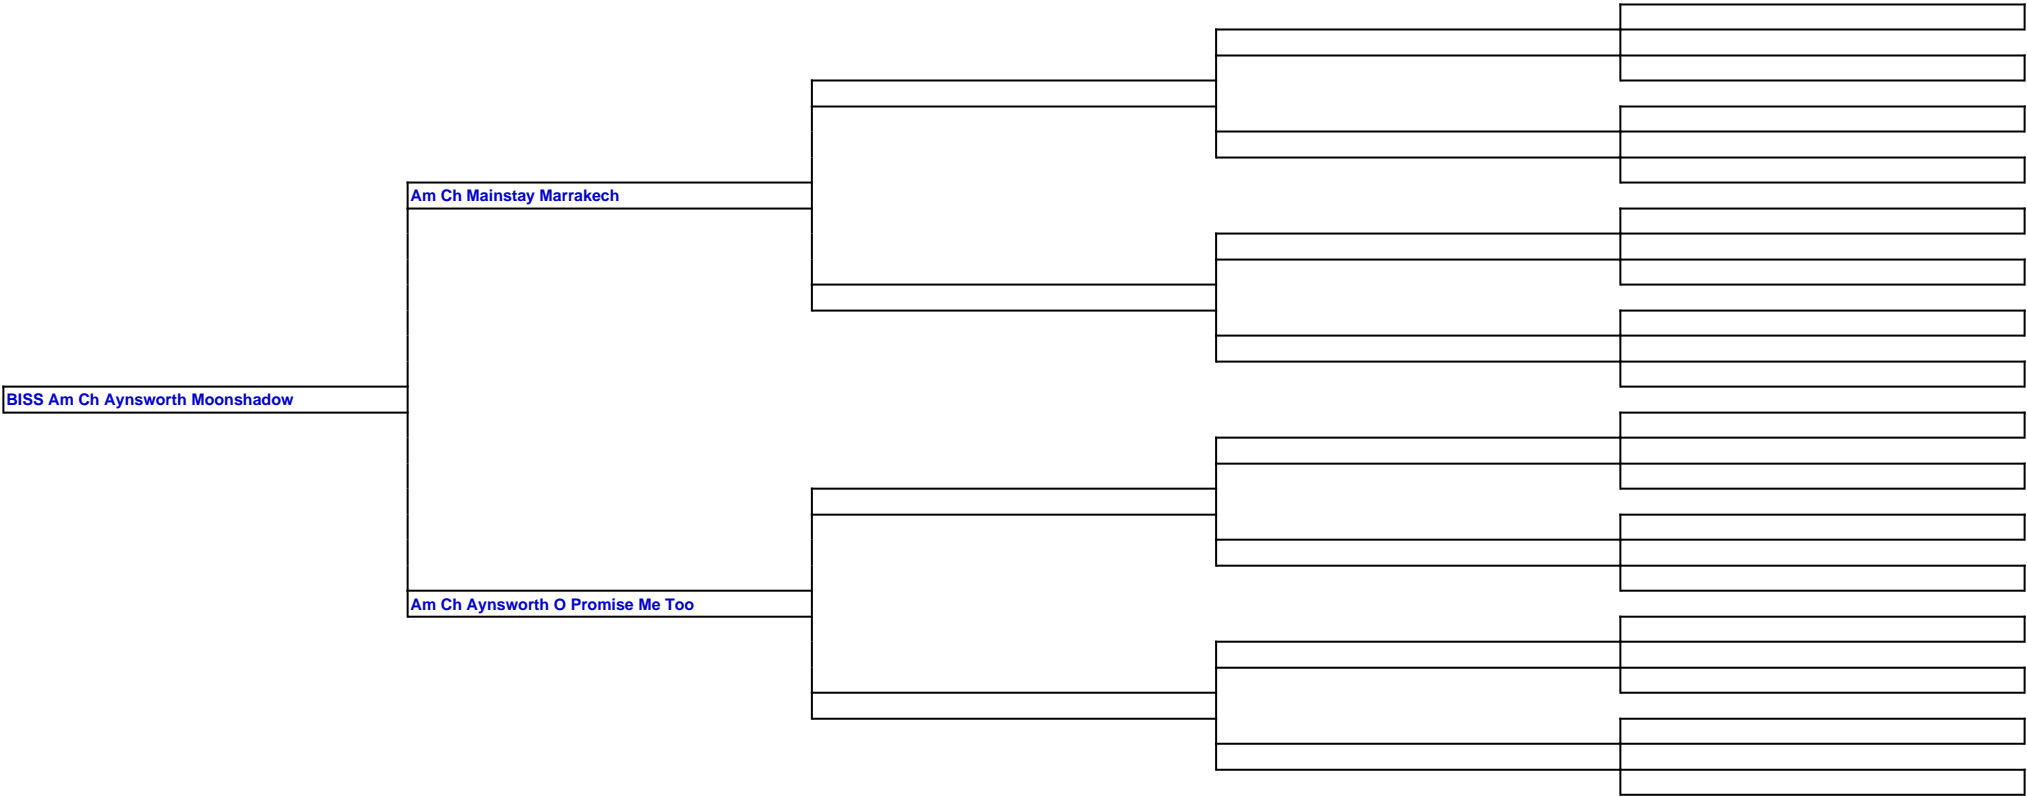 Am Ch Mainstay Marrakech
BISS Am Ch Aynsworth Moonshadow
Am Ch Aynsworth O Promise Me Too